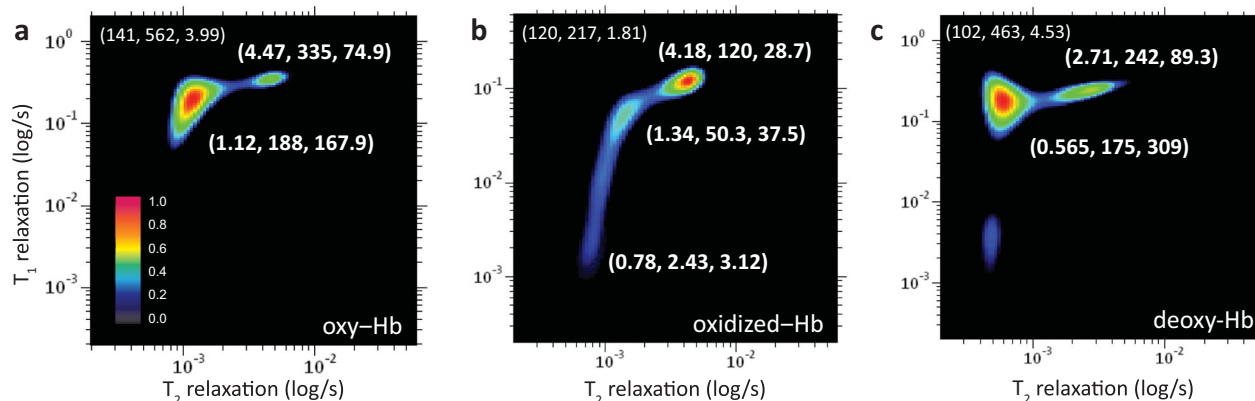 a
(141, 562, 3.99)
(4.47, 335, 74.9)
(1.12, 188, 167.9)
1.0
0.8
0.6
0.4
0.2
0.0
oxy–Hb
10⁰
10⁻¹
10⁻²
10⁻³
T₁ relaxation (log/s)
10⁻³
10⁻²
T₂ relaxation (log/s)
b
(120, 217, 1.81)
(4.18, 120, 28.7)
(1.34, 50.3, 37.5)
(0.78, 2.43, 3.12)
oxidized–Hb
10⁰
10⁻¹
10⁻²
10⁻³
10⁻³
10⁻²
T₂ relaxation (log/s)
c
(102, 463, 4.53)
(2.71, 242, 89.3)
(0.565, 175, 309)
deoxy-Hb
10⁰
10⁻¹
10⁻²
10⁻³
10⁻³
10⁻²
T₂ relaxation (log/s)